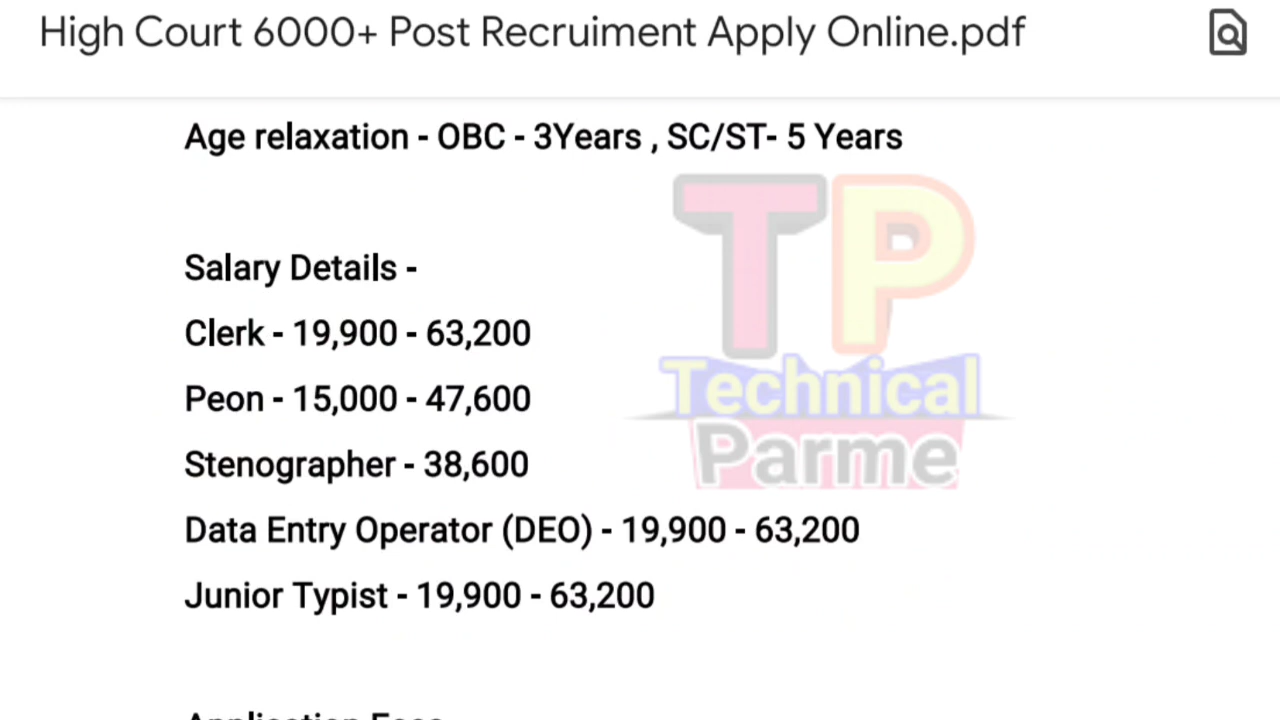 High Court 6000+ Post Recruiment Apply Online.pdf
Age relaxation - OBC - 3Years , SC/ST- 5 Years
TP
Technical
Parme
Salary Details -
Clerk - 19,900 - 63,200
Peon - 15,000 - 47,600
Stenographer - 38,600
Data Entry Operator (DEO) - 19,900 - 63,200
Junior Typist - 19,900 - 63,200
Application Fees